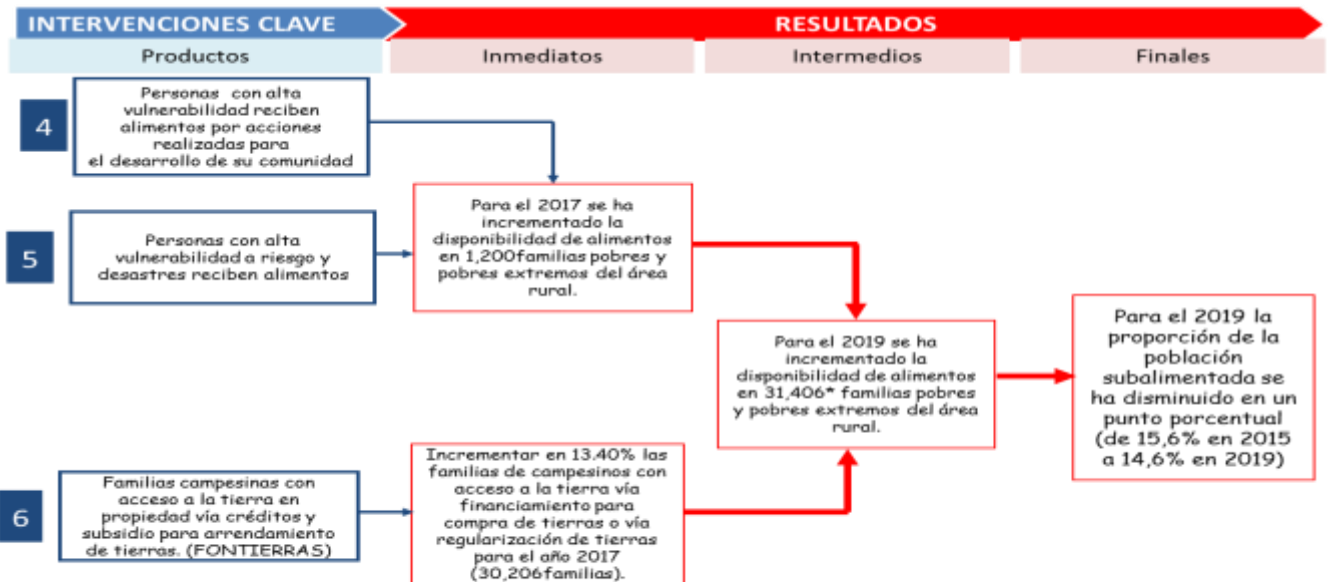 INTERVENCIONES CLAVE
RESULTADOS
Productos
Inmediatos
Intermedios
Finales
4
Personas con alta
vulnerabilidad reciben
alimentos por acciones
realizadas para
el desarrollo de su comunidad
5
Personas con alta
vulnerabilidad a riesgo y
desastres reciben alimentos
Para el 2017 se ha
incrementado la
disponibilidad de alimentos
en 1,200familias pobres y
pobres extremos del área
rural.
Para el 2019 se ha
incrementado la
disponibilidad de alimentos
en 31,406* familias pobres
y pobres extremos del área
rural.
Para el 2019 la
proporción de la
población
subalimentada se
ha disminuido en un
punto porcentual
(de 15,6% en 2015
a 14,6% en 2019)
6
Familias campesinas con
acceso a la tierra en
propiedad vía créditos y
subsidio para arrendamiento
de tierras. (FONTIERRAS)
Incrementar en 13.40% las
familias de campesinos con
acceso a la tierra vía
financiamiento para
compra de tierras o vía
regularización de tierras
para el año 2017
(30,206familias).